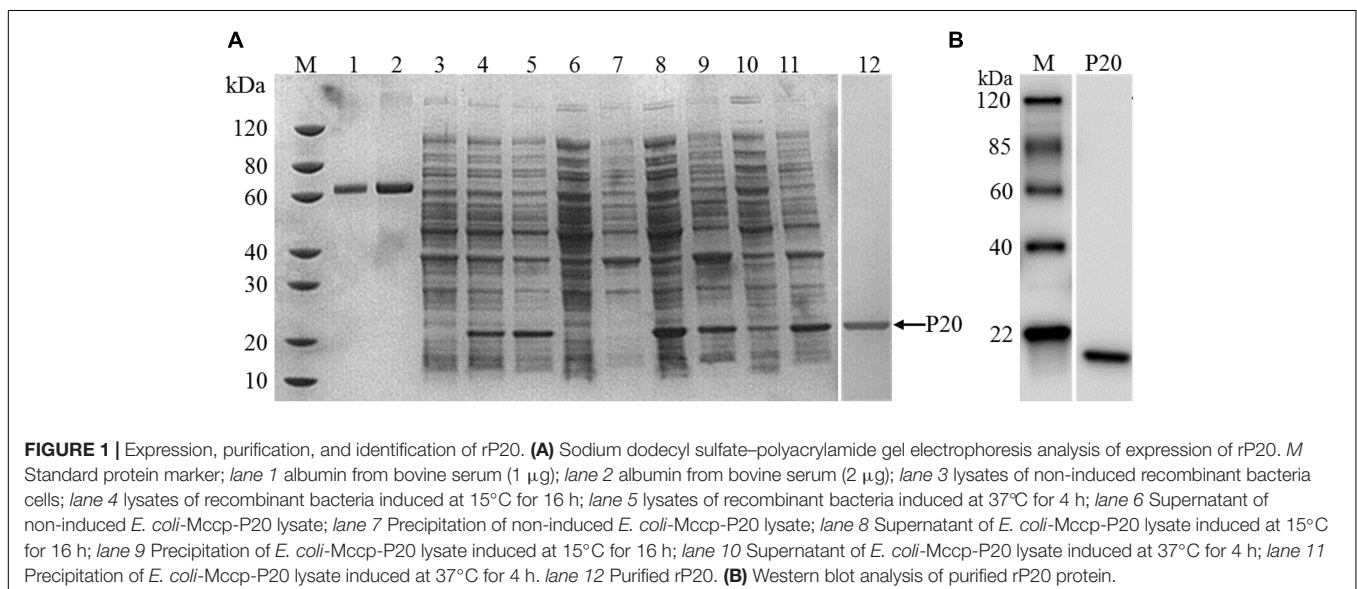 A
M 1 2 3 4 5 6 7 8 9 10 11 12
kDa
120
80
60
40
30
20
10
P20
B
M P20
kDa
120
85
60
40
22
FIGURE 1 | Expression, purification, and identification of rP20. (A) Sodium dodecyl sulfate–polyacrylamide gel electrophoresis analysis of expression of rP20. M
Standard protein marker; lane 1 albumin from bovine serum (1 μg); lane 2 albumin from bovine serum (2 μg); lane 3 lysates of non-induced recombinant bacteria
cells; lane 4 lysates of recombinant bacteria induced at 15°C for 16 h; lane 5 lysates of recombinant bacteria induced at 37°C for 4 h; lane 6 Supernatant of
non-induced E. coli-Mccp-P20 lysate; lane 7 Precipitation of non-induced E. coli-Mccp-P20 lysate; lane 8 Supernatant of E. coli-Mccp-P20 lysate induced at 15°C
for 16 h; lane 9 Precipitation of E. coli-Mccp-P20 lysate induced at 15°C for 16 h; lane 10 Supernatant of E. coli-Mccp-P20 lysate induced at 37°C for 4 h; lane 11
Precipitation of E. coli-Mccp-P20 lysate induced at 37°C for 4 h. lane 12 Purified rP20. (B) Western blot analysis of purified rP20 protein.